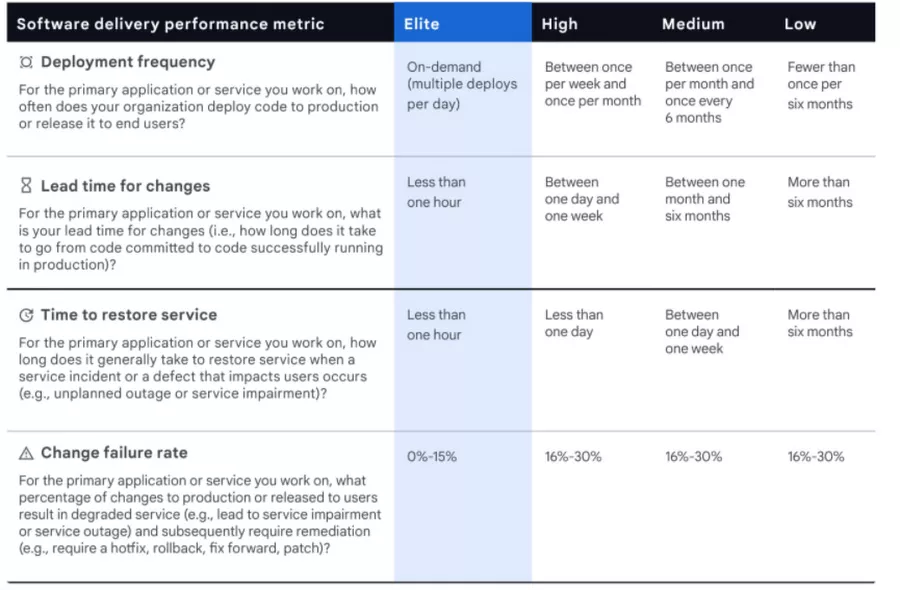 Software delivery performance metric Elite High Medium Low
Deployment frequency
For the primary application or service you work on, how
often does your organization deploy code to production
or release it to end users?
On-demand
(multiple deploys
per day)
Between once
per week and
once per month
Between once
per month and
once every
6 months
Fewer than
once per
six months
Lead time for changes
For the primary application or service you work on, what
is your lead time for changes (i.e., how long does it take
to go from code committed to code successfully running
in production)?
Less than
one hour
Between
one day and
one week
Between one
month and
six months
More than
six months
Time to restore service
For the primary application or service you work on, how
long does it generally take to restore service when a
service incident or a defect that impacts users occurs
(e.g., unplanned outage or service impairment)?
Less than
one hour
Less than
one day
Between
one day and
one week
More than
six months
Change failure rate
For the primary application or service you work on, what
percentage of changes to production or released to users
result in degraded service (e.g., lead to service impairment
or service outage) and subsequently require remediation
(e.g., require a hotfix, rollback, fix forward, patch)?
0%-15%
16%-30%
16%-30%
16%-30%